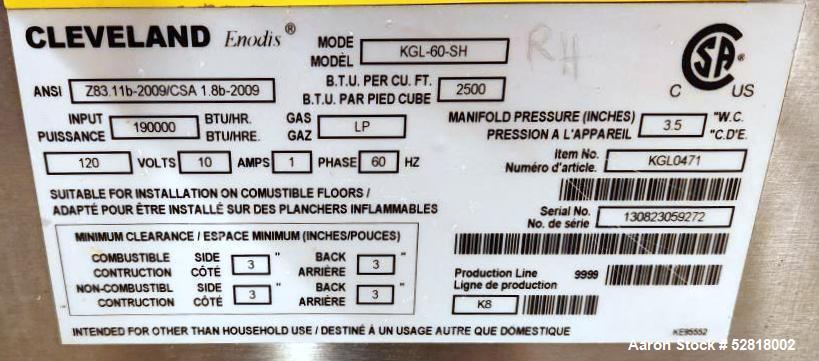 CLEVELAND Enodis®
MODE
MODÈL KGL-60-SH
RH
CSA
C US
ANSI Z83.11b-2009/CSA 1.8b-2009
B.T.U. PER CU. FT.
B.T.U. PAR PIED CUBE 2500
INPUT
PUISSANCE 190000 BTU/HR.
BTU/HRE.
GAS
GAZ LP
MANIFOLD PRESSURE (INCHES)
PRESSION A L'APPAREIL 3.5 "W.C.
"C.D'E.
120 VOLTS 10 AMPS 1 PHASE 60 HZ
Item No.
Numéro d'article. KGL0471
SUITABLE FOR INSTALLATION ON COMUSTIBLE FLOORS /
ADAPTÉ POUR ÊTRE INSTALLÉ SUR DES PLANCHERS INFLAMMABLES
Serial No.
No. de série 130823059272
MINIMUM CLEARANCE / ESPACE MINIMUM (INCHES/POUCES)
COMBUSTIBLE
CONTRUCTION SIDE
CÔTÉ 3 " BACK
ARRIÈRE 3 "
NON-COMBUSTIBL
CONTRUCTION SIDE
CÔTÉ 3 " BACK
ARRIÈRE 3 "
Production Line
Ligne de production 9999
K8
INTENDED FOR OTHER THAN HOUSEHOLD USE / DESTINÉ À UN USAGE AUTRE QUE DOMESTIQUE
KE95552
Aaron Stock # 52818002